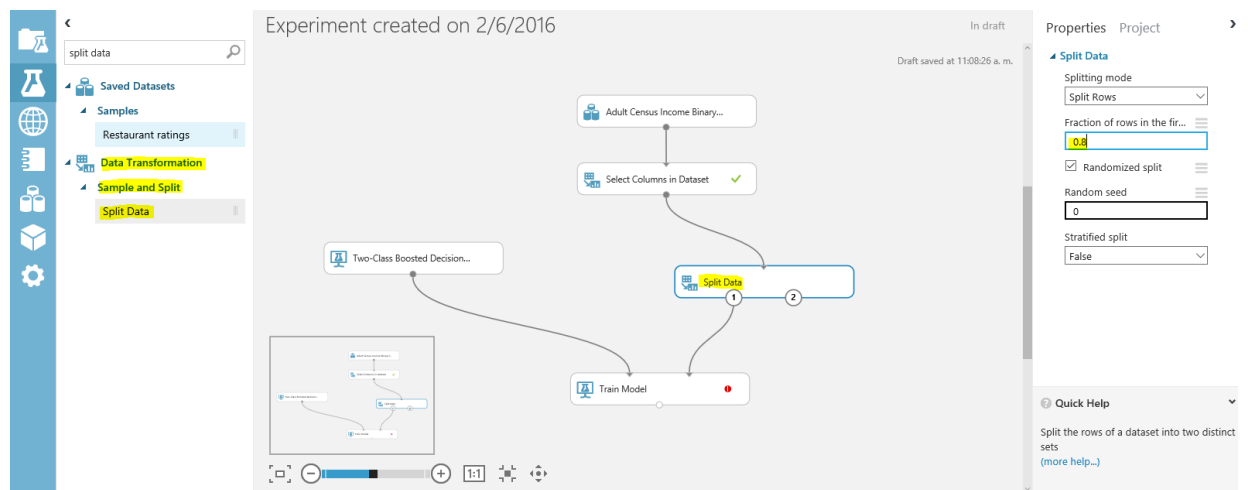 Experiment created on 2/6/2016
In draft
Properties Project
split data
Draft saved at 11:08:26 a. m.
Split Data
Splitting mode
Split Rows
Saved Datasets
Samples
Restaurant ratings
Data Transformation
Sample and Split
Split Data
Adult Census Income Binary...
Select Columns in Dataset
Two-Class Boosted Decision...
Split Data
1
2
Train Model
1:1
Fraction of rows in the fir...
0.8
Randomized split
Random seed
0
Stratified split
False
Quick Help
Split the rows of a dataset into two distinct
sets
(more help...)